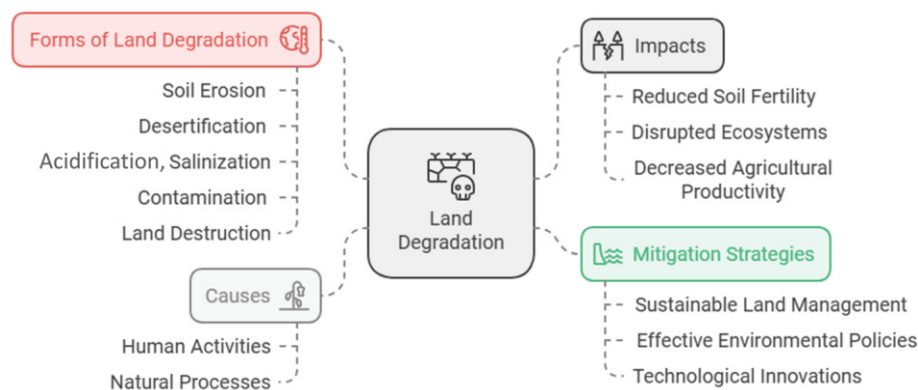 Forms of Land Degradation
Soil Erosion
Desertification
Acidification, Salinization
Contamination
Land Destruction
Causes
Human Activities
Natural Processes
Land
Degradation
Impacts
Reduced Soil Fertility
Disrupted Ecosystems
Decreased Agricultural
Productivity
Mitigation Strategies
Sustainable Land Management
Effective Environmental Policies
Technological Innovations